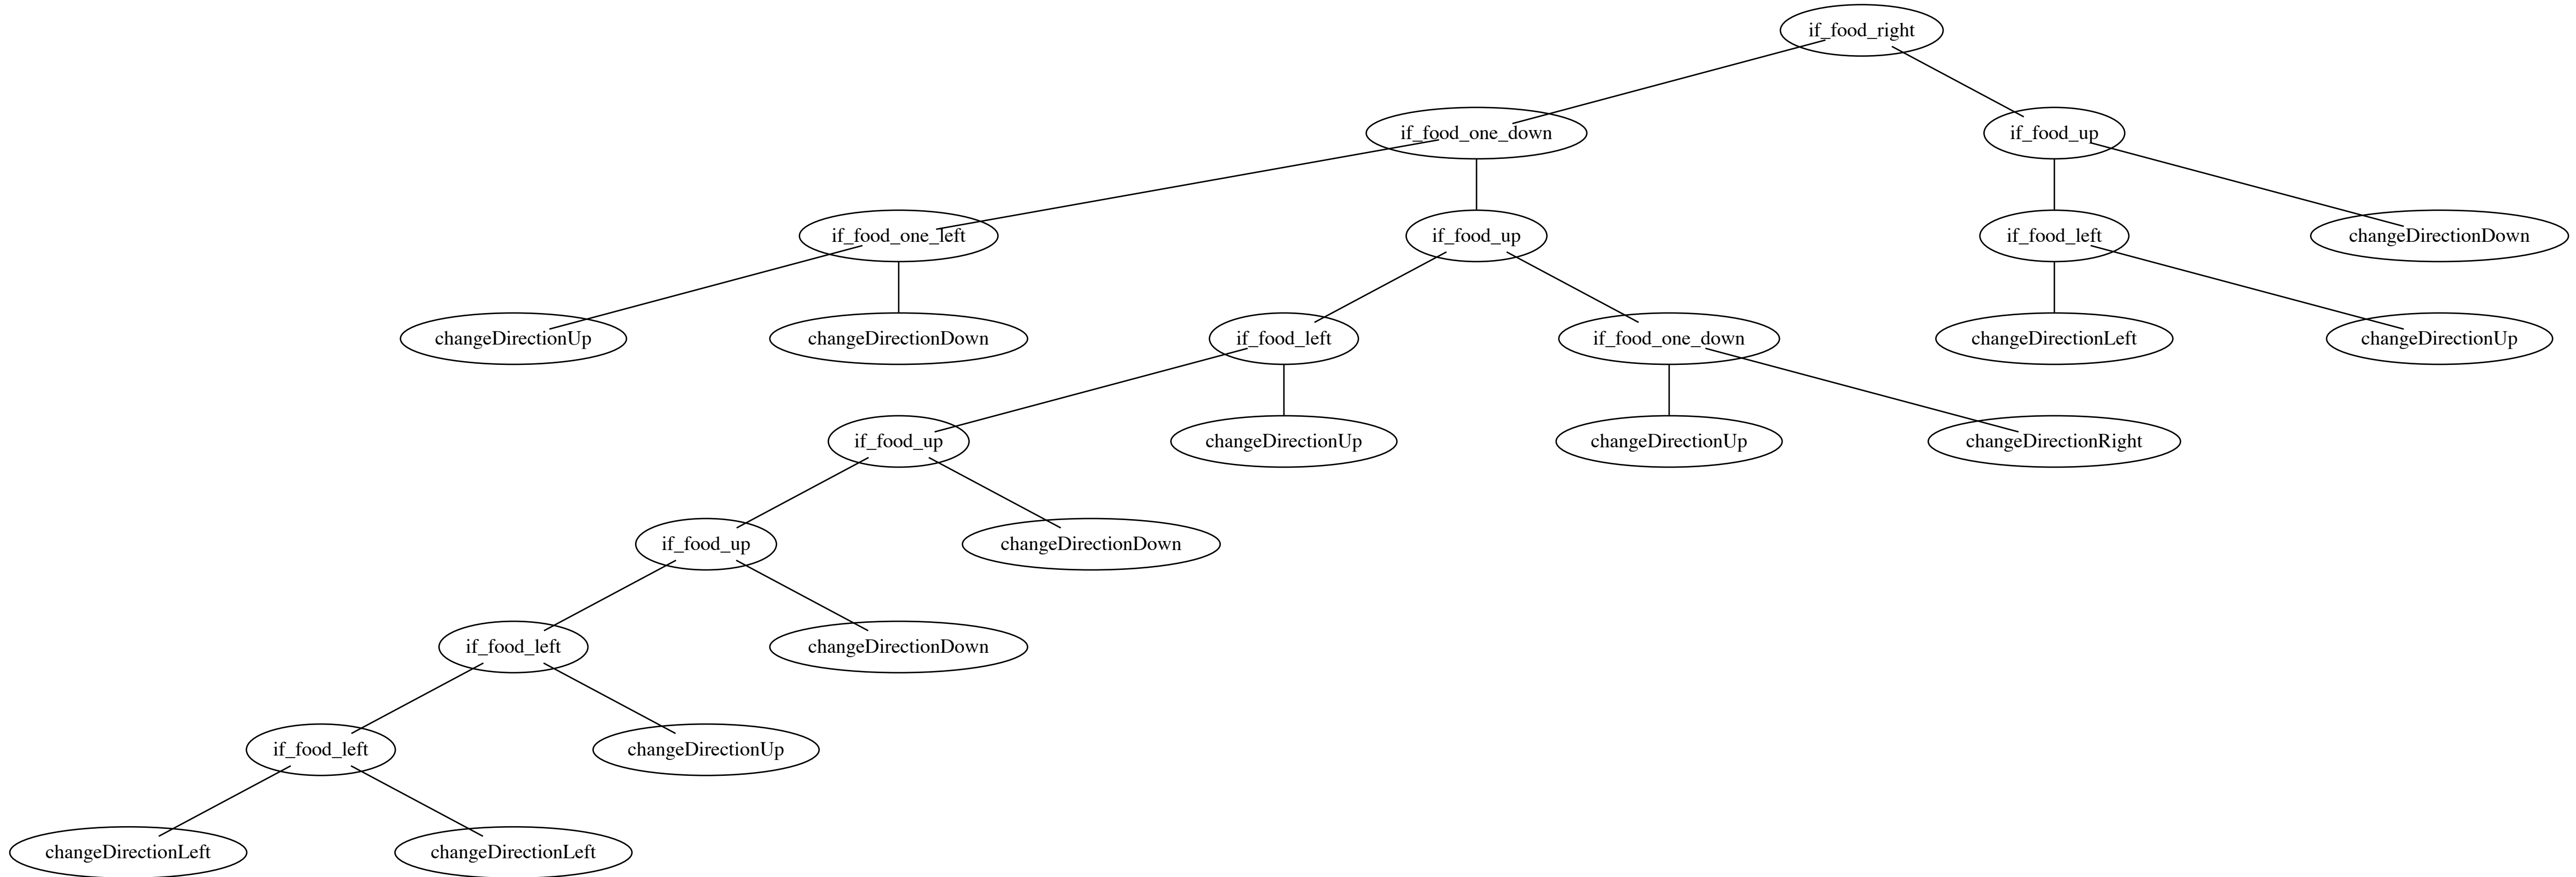 if_food_right
if_food_one_down
if_food_up
if_food_one_left
if_food_up
if_food_left
changeDirectionDown
changeDirectionUp
changeDirectionDown
if_food_left
if_food_one_down
changeDirectionLeft
changeDirectionUp
if_food_up
changeDirectionUp
changeDirectionUp
changeDirectionRight
if_food_up
changeDirectionDown
if_food_left
changeDirectionDown
if_food_left
changeDirectionUp
changeDirectionLeft
changeDirectionLeft